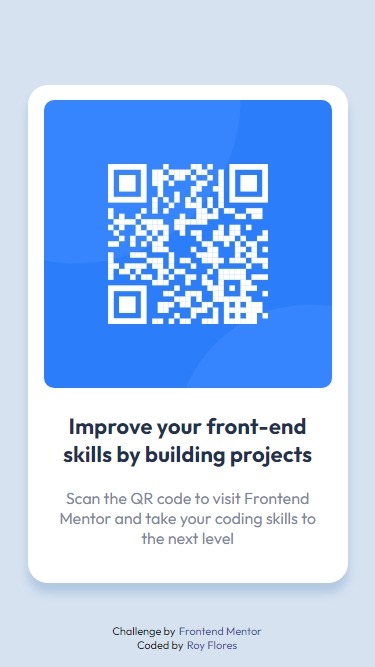 Improve your front-end
skills by building projects
Scan the QR code to visit Frontend
Mentor and take your coding skills to
the next level
Challenge by Frontend Mentor
Coded by Roy Flores